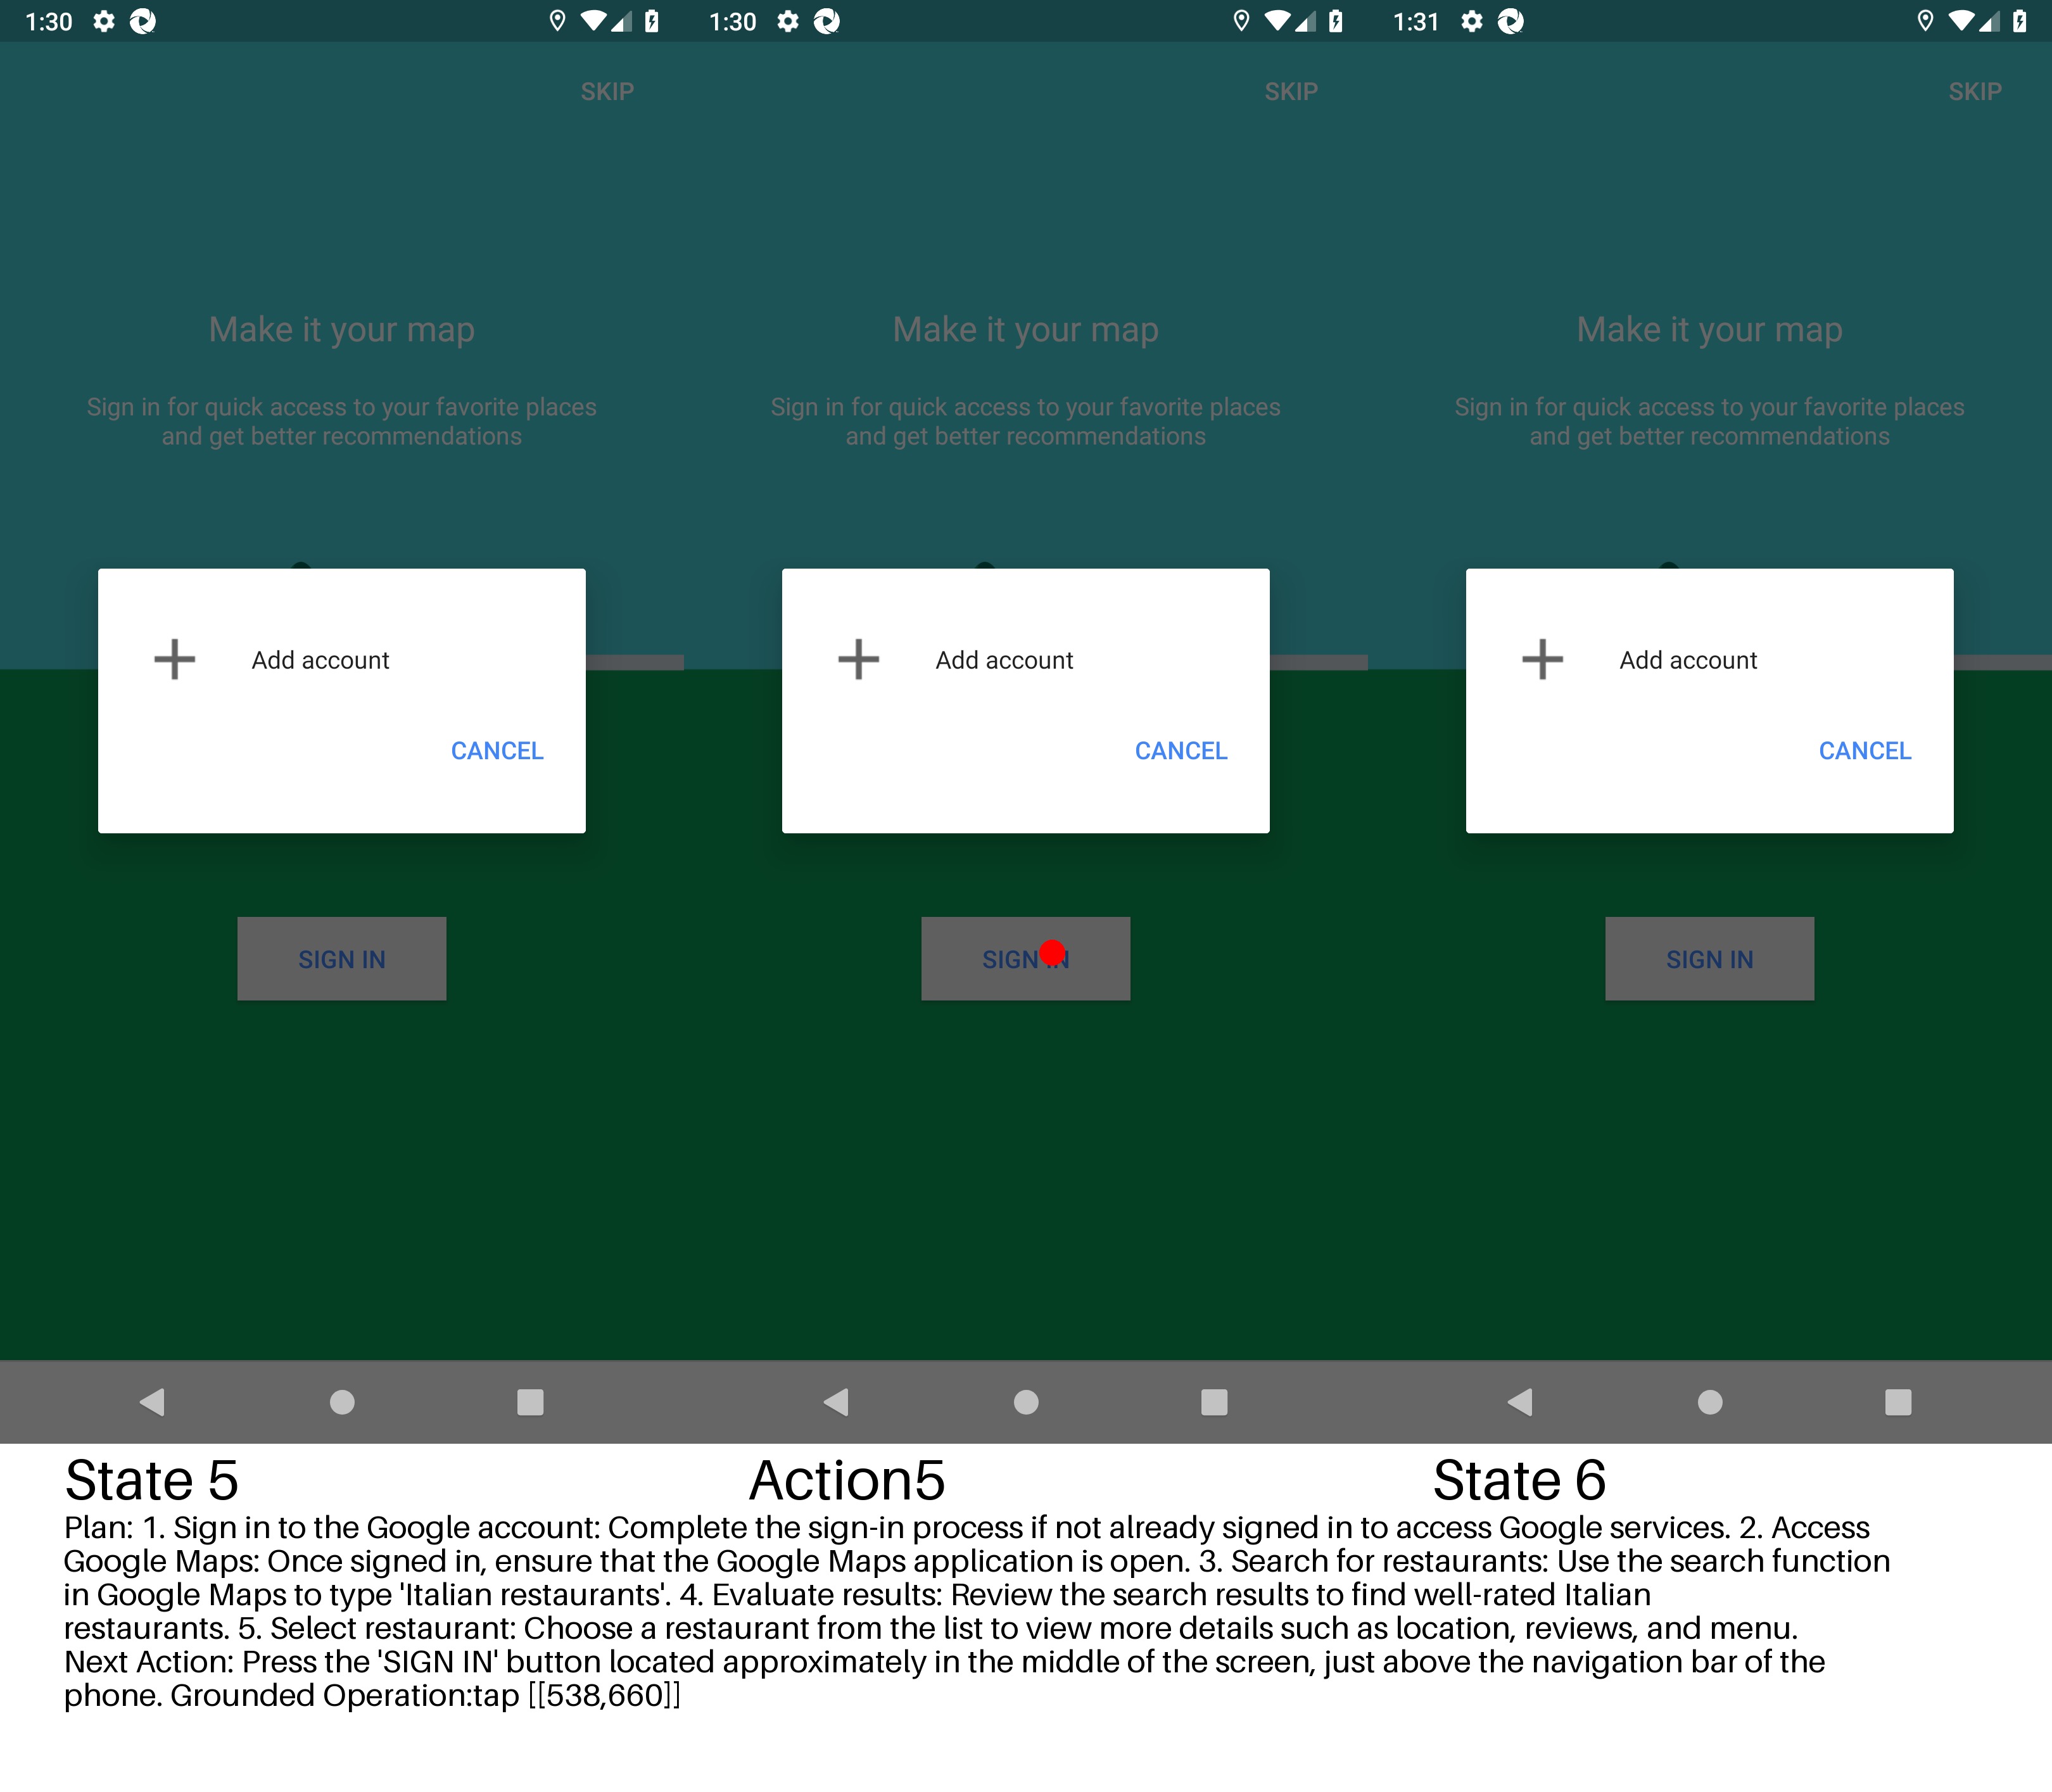 1:30
SKIP
Make it your map
Sign in for quick access to your favorite places
and get better recommendations
Add account
CANCEL
SIGN IN
1:30
SKIP
Make it your map
Sign in for quick access to your favorite places
and get better recommendations
Add account
CANCEL
SIGN IN
1:31
SKIP
Make it your map
Sign in for quick access to your favorite places
and get better recommendations
Add account
CANCEL
SIGN IN
State 5
Action5
State 6
Plan: 1. Sign in to the Google account: Complete the sign-in process if not already signed in to access Google services. 2. Access
Google Maps: Once signed in, ensure that the Google Maps application is open. 3. Search for restaurants: Use the search function
in Google Maps to type 'Italian restaurants'. 4. Evaluate results: Review the search results to find well-rated Italian
restaurants. 5. Select restaurant: Choose a restaurant from the list to view more details such as location, reviews, and menu.
Next Action: Press the 'SIGN IN' button located approximately in the middle of the screen, just above the navigation bar of the
phone. Grounded Operation:tap [[538,660]]